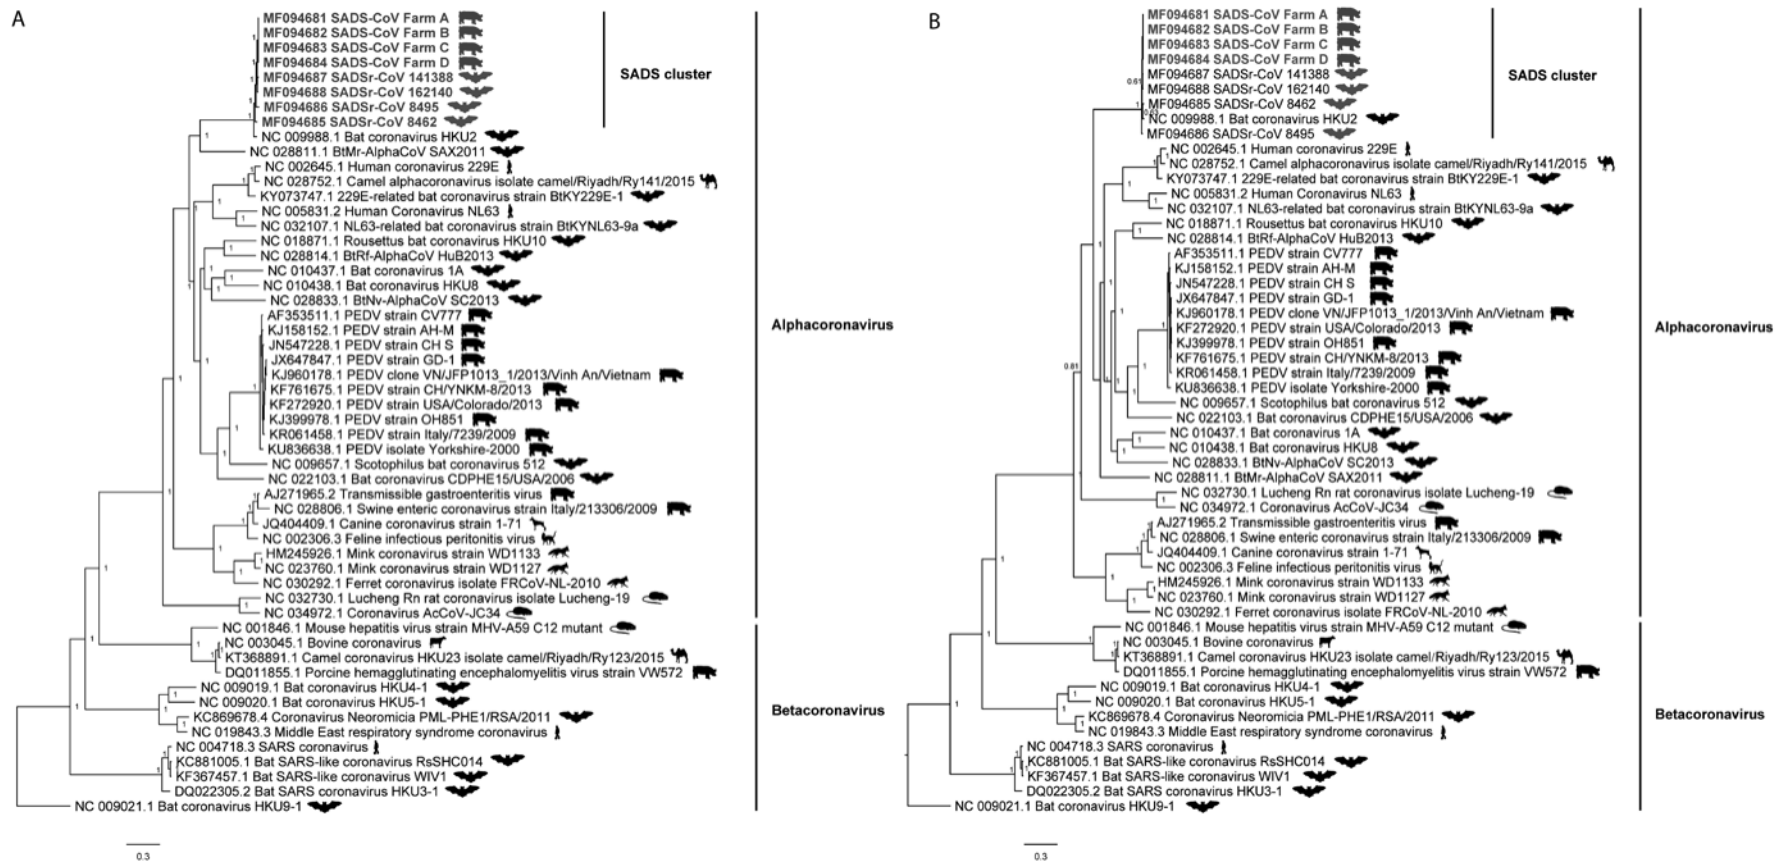 A
MF094681 SADS-CoV Farm A
MF094682 SADS-CoV Farm B
MF094683 SADS-CoV Farm C
MF094684 SADS-CoV Farm D
MF094687 SADSr-CoV 141388
MF094688 SADSr-CoV 162140
MF094686 SADSr-CoV 8495
MF094685 SADSr-CoV 8462
NC 009988.1 Bat coronavirus HKU2
NC 028811.1 BtMr-AlphaCoV SAX2011
NC 002645.1 Human coronavirus 229E
NC 028752.1 Camel alphacoronavirus isolate camel/Riyadh/Ry141/2015
KY073747.1 229E-related bat coronavirus strain BtKY229E-1
NC 005831.2 Human Coronavirus NL63
NC 032107.1 NL63-related bat coronavirus strain BtKYNL63-9a
NC 018871.1 Rousettus bat coronavirus HKU10
NC 028814.1 BtRf-AlphaCoV HuB2013
NC 010437.1 Bat coronavirus 1A
NC 010438.1 Bat coronavirus HKU8
NC 028833.1 BtNv-AlphaCoV SC2013
AF353511.1 PEDV strain CV777
KJ158152.1 PEDV strain AH-M
JN547228.1 PEDV strain CH S
JX647847.1 PEDV strain GD-1
KJ960178.1 PEDV clone VN/JFP1013_1/2013/Vinh An/Vietnam
KF761675.1 PEDV strain CH/YNKM-8/2013
KF272920.1 PEDV strain USA/Colorado/2013
KJ399978.1 PEDV strain OH851
KR061458.1 PEDV strain Italy/7239/2009
KU836638.1 PEDV isolate Yorkshire-2000
NC 009657.1 Scotophilus bat coronavirus 512
NC 022103.1 Bat coronavirus CDPHE15/USA/2006
AJ271965.2 Transmissible gastroenteritis virus
NC 028806.1 Swine enteric coronavirus strain Italy/213306/2009
JQ404409.1 Canine coronavirus strain 1-71
NC 002306.3 Feline infectious peritonitis virus
HM245926.1 Mink coronavirus strain WD1133
NC 023760.1 Mink coronavirus strain WD1127
NC 030292.1 Ferret coronavirus isolate FRCoV-NL-2010
NC 032730.1 Lucheng Rn rat coronavirus isolate Lucheng-19
NC 034972.1 Coronavirus AcCoV-JC34
NC 001846.1 Mouse hepatitis virus strain MHV-A59 C12 mutant
NC 003045.1 Bovine coronavirus
KT368891.1 Camel coronavirus HKU23 isolate camel/Riyadh/Ry123/2015
DQ011855.1 Porcine hemagglutinating encephalomyelitis virus strain VW572
NC 009019.1 Bat coronavirus HKU4-1
NC 009020.1 Bat coronavirus HKU5-1
KC869678.4 Coronavirus Neoromicia PML-PHE1/RSA/2011
NC 019843.3 Middle East respiratory syndrome coronavirus
NC 004718.3 SARS coronavirus
KC881005.1 Bat SARS-like coronavirus RsSHC014
KF367457.1 Bat SARS-like coronavirus WIV1
DQ022305.2 Bat SARS coronavirus HKU3-1
NC 009021.1 Bat coronavirus HKU9-1
SADS cluster
Alphacoronavirus
Betacoronavirus
0.3
B
MF094681 SADS-CoV Farm A
MF094682 SADS-CoV Farm B
MF094683 SADS-CoV Farm C
MF094684 SADS-CoV Farm D
MF094687 SADSr-CoV 141388
MF094688 SADSr-CoV 162140
MF094685 SADSr-CoV 8462
NC 009988.1 Bat coronavirus HKU2
MF094686 SADSr-CoV 8495
NC 002645.1 Human coronavirus 229E
NC 028752.1 Camel alphacoronavirus isolate camel/Riyadh/Ry141/2015
KY073747.1 229E-related bat coronavirus strain BtKY229E-1
NC 005831.2 Human Coronavirus NL63
NC 032107.1 NL63-related bat coronavirus strain BtKYNL63-9a
NC 018871.1 Rousettus bat coronavirus HKU10
NC 028814.1 BtRf-AlphaCoV HuB2013
AF353511.1 PEDV strain CV777
KJ158152.1 PEDV strain AH-M
JN547228.1 PEDV strain CH S
JX647847.1 PEDV strain GD-1
KJ960178.1 PEDV clone VN/JFP1013_1/2013/Vinh An/Vietnam
KF272920.1 PEDV strain USA/Colorado/2013
KJ399978.1 PEDV strain OH851
KF761675.1 PEDV strain CH/YNKM-8/2013
KR061458.1 PEDV strain Italy/7239/2009
KU836638.1 PEDV isolate Yorkshire-2000
NC 009657.1 Scotophilus bat coronavirus 512
NC 022103.1 Bat coronavirus CDPHE15/USA/2006
NC 010437.1 Bat coronavirus 1A
NC 010438.1 Bat coronavirus HKU8
NC 028833.1 BtNv-AlphaCoV SC2013
NC 028811.1 BtMr-AlphaCoV SAX2011
NC 032730.1 Lucheng Rn rat coronavirus isolate Lucheng-19
NC 034972.1 Coronavirus AcCoV-JC34
AJ271965.2 Transmissible gastroenteritis virus
NC 028806.1 Swine enteric coronavirus strain Italy/213306/2009
JQ404409.1 Canine coronavirus strain 1-71
NC 002306.3 Feline infectious peritonitis virus
HM245926.1 Mink coronavirus strain WD1133
NC 023760.1 Mink coronavirus strain WD1127
NC 030292.1 Ferret coronavirus isolate FRCoV-NL-2010
NC 001846.1 Mouse hepatitis virus strain MHV-A59 C12 mutant
NC 003045.1 Bovine coronavirus
KT368891.1 Camel coronavirus HKU23 isolate camel/Riyadh/Ry123/2015
DQ011855.1 Porcine hemagglutinating encephalomyelitis virus strain VW572
NC 009019.1 Bat coronavirus HKU4-1
NC 009020.1 Bat coronavirus HKU5-1
KC869678.4 Coronavirus Neoromicia PML-PHE1/RSA/2011
NC 019843.3 Middle East respiratory syndrome coronavirus
NC 004718.3 SARS coronavirus
KC881005.1 Bat SARS-like coronavirus RsSHC014
KF367457.1 Bat SARS-like coronavirus WIV1
DQ022305.2 Bat SARS coronavirus HKU3-1
NC 009021.1 Bat coronavirus HKU9-1
0.61
0.81
SADS cluster
Alphacoronavirus
Betacoronavirus
0.3